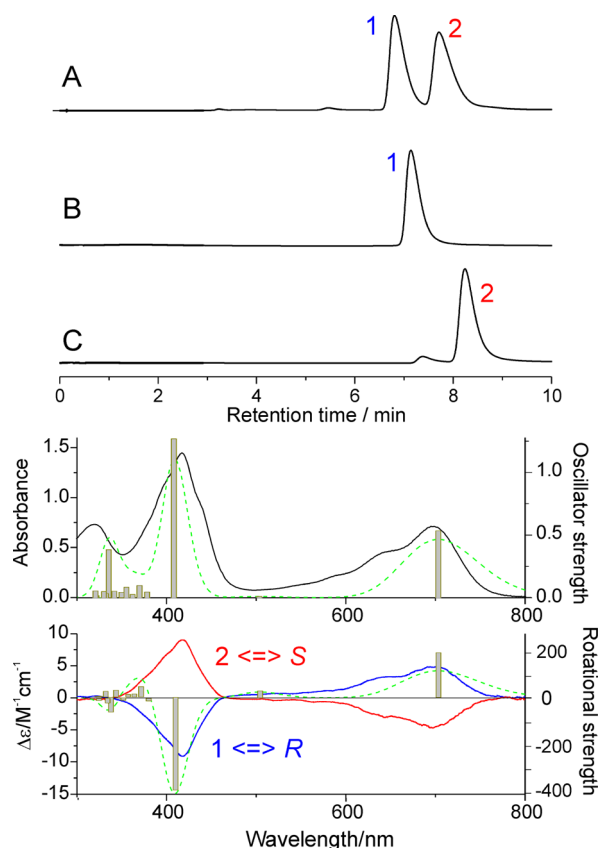 1
2
A
1
B
2
C
0 2 4 6 8 10
Retention time / min
1.5
1.0
0.5
0.0
Absorbance
1.0
0.5
0.0
Oscillator strength
400 600 800
10
5
0
-5
-10
-15
Δε/M⁻¹cm⁻¹
2 <=> S
1 <=> R
200
0
-200
-400
Rotational strength
300 400 600 800
Wavelength/nm